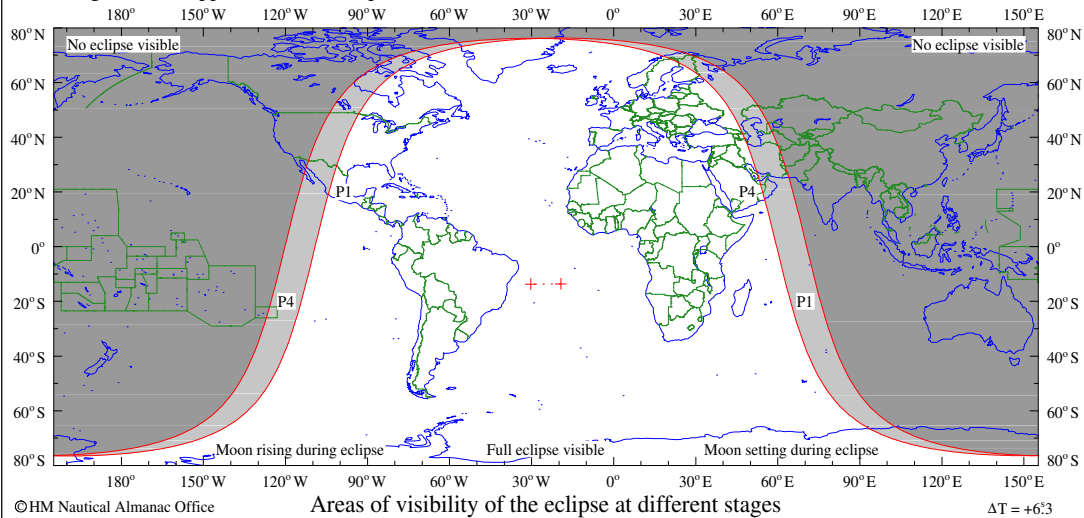 180° 150° W 120° W 90° W 60° W 30° W 0° 30° E 60° E 90° E 120° E 150° E
80° N 80° N
No eclipse visible No eclipse visible
60° N 60° N
40° N 40° N
20° N P1 P4 20° N
0° 0°
20° S P4 P1 20° S
40° S 40° S
60° S 60° S
Moon rising during eclipse Full eclipse visible Moon setting during eclipse
80° S 80° S
180° 150° W 120° W 90° W 60° W 30° W 0° 30° E 60° E 90° E 120° E 150° E
©HM Nautical Almanac Office Areas of visibility of the eclipse at different stages ΔT = +6ˢ.3